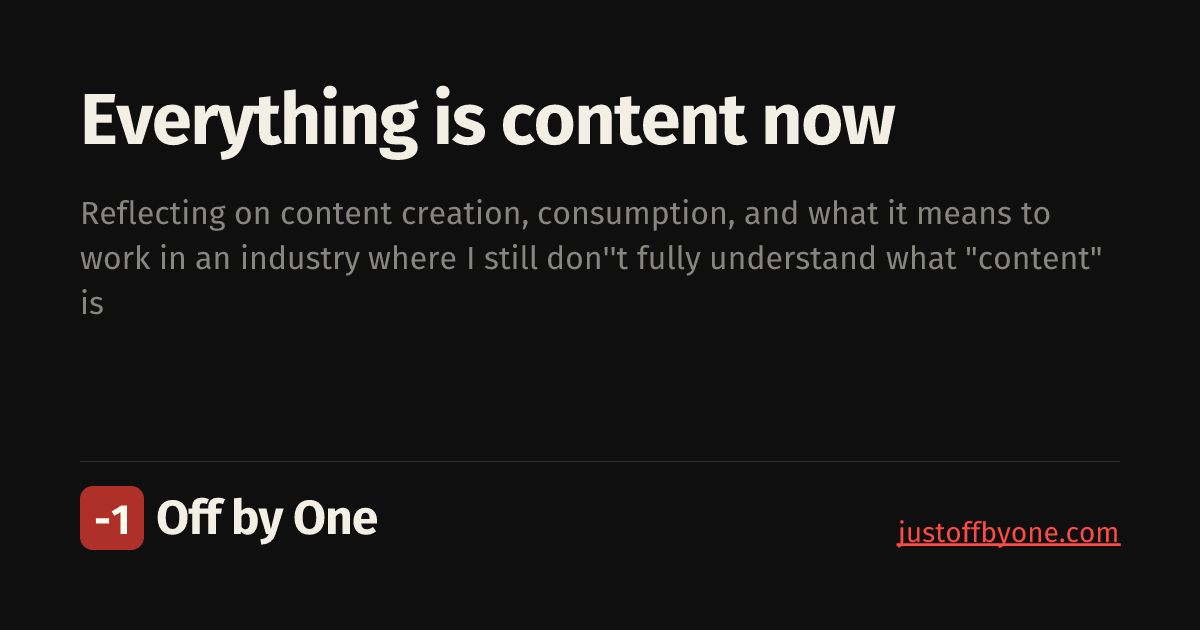 Everything is content now
Reflecting on content creation, consumption, and what it means to
work in an industry where I still don''t fully understand what "content"
is
-1 Off by One
justoffbyone.com